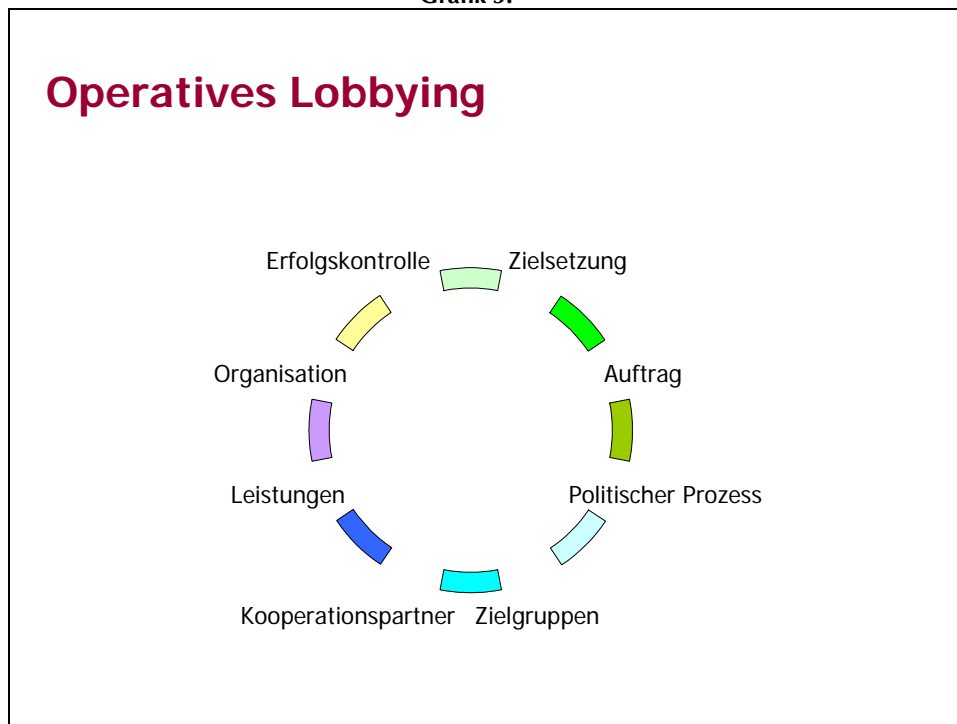 Grafik 5:
Operatives Lobbying
Erfolgskontrolle Zielsetzung
Organisation Auftrag
Leistungen Politischer Prozess
Kooperationspartner Zielgruppen